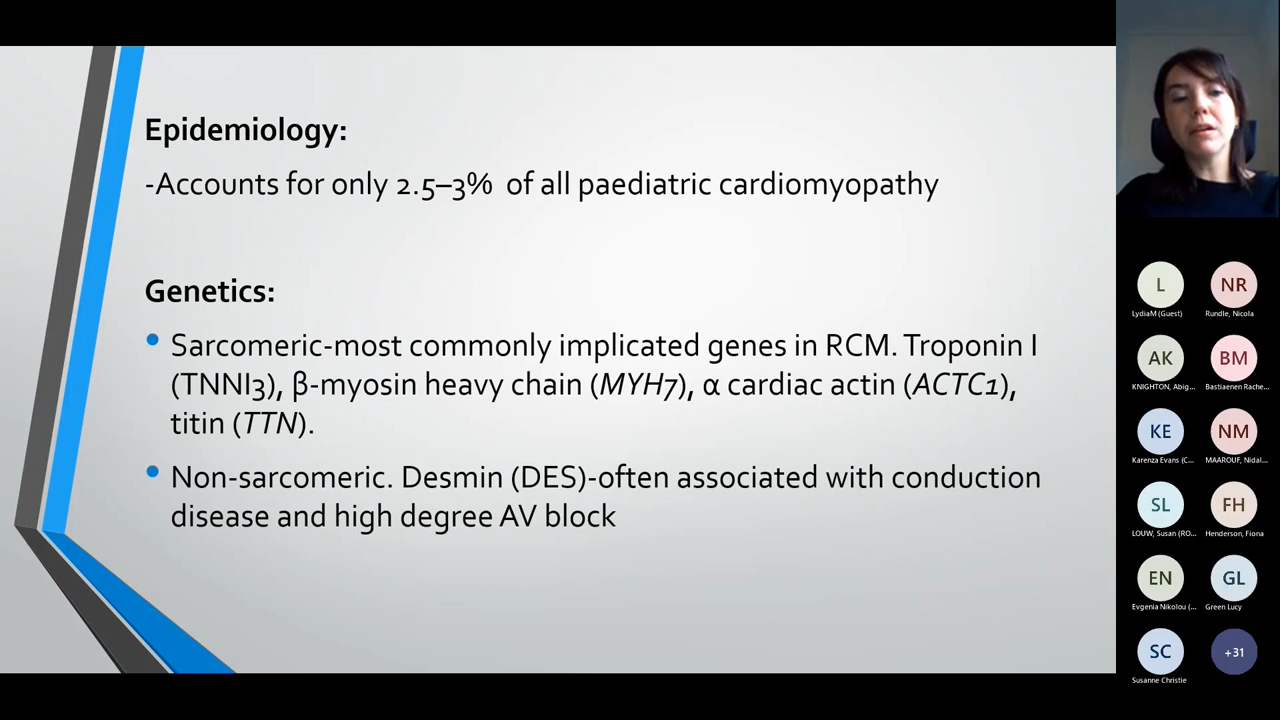 Epidemiology:
-Accounts for only 2.5–3% of all paediatric cardiomyopathy
Genetics:
• Sarcomeric-most commonly implicated genes in RCM. Troponin I
(TNNI3), β-myosin heavy chain (MYH7), α cardiac actin (ACTC1),
titin (TTN).
• Non-sarcomeric. Desmin (DES)-often associated with conduction
disease and high degree AV block
L
NR
LydiaM (Guest)
Rundle, Nicola
AK
BM
KNIGHTON, Abig...
Bastiaenen Rache...
KE
NM
Karenza Evans (C...
MAAROUF, Nidal...
SL
FH
LOUW, Susan (RO...
Henderson, Fiona
EN
GL
Evgenia Nikolou (...
Green Lucy
SC
+31
Susanne Christie